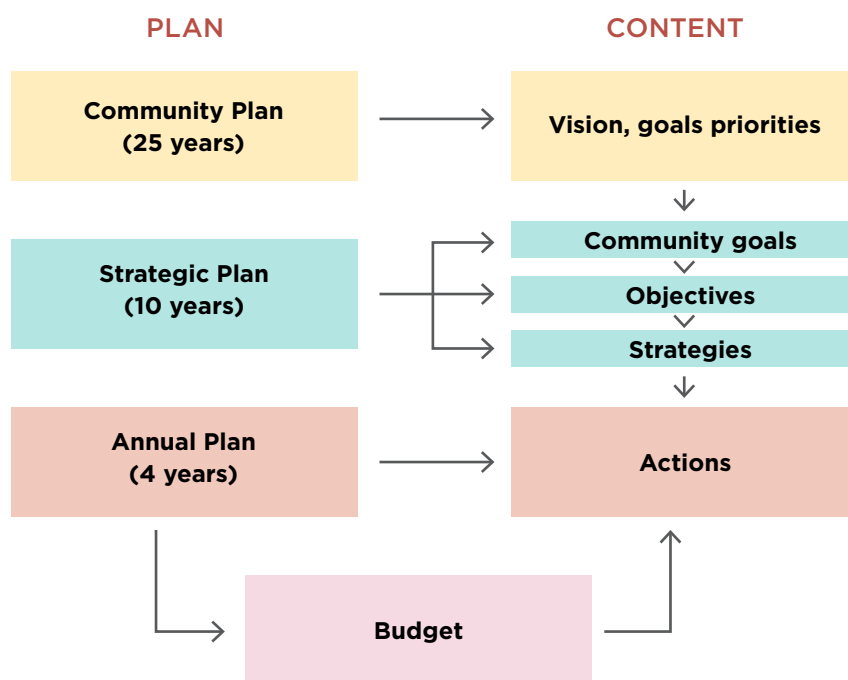 PLAN
CONTENT
Community Plan
(25 years)
Vision, goals priorities
Strategic Plan
(10 years)
Community goals
Objectives
Strategies
Annual Plan
(4 years)
Actions
Budget